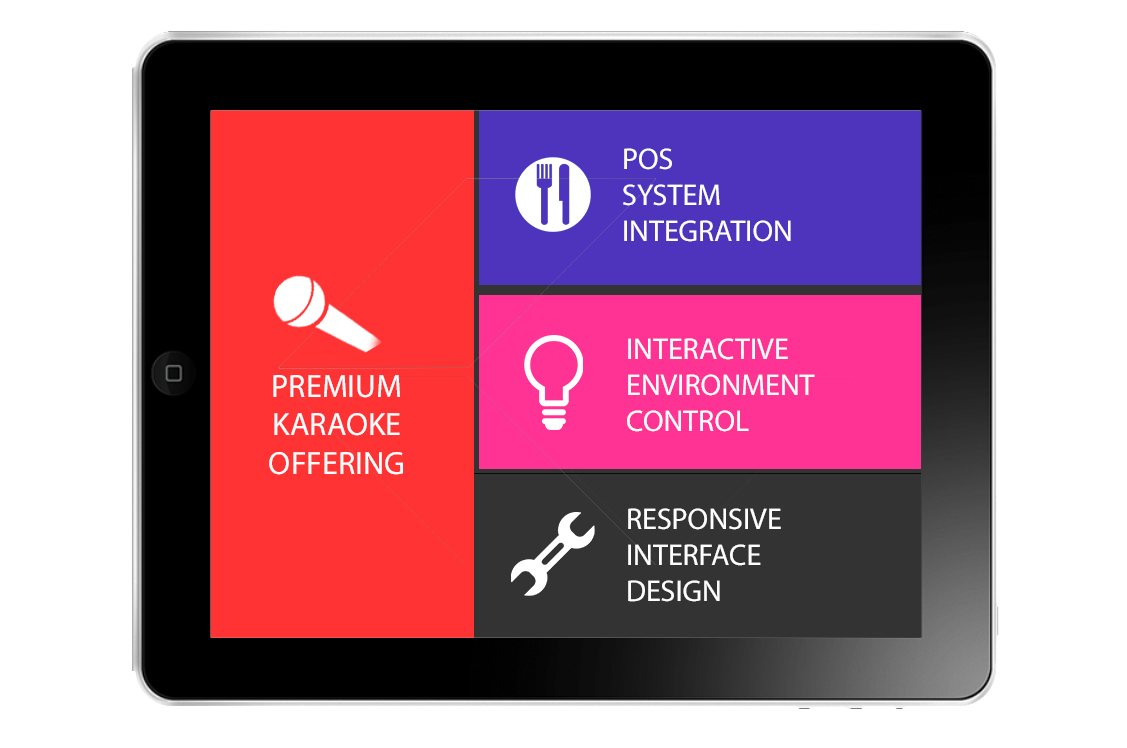 PREMIUM
KARAOKE
OFFERING
POS
SYSTEM
INTEGRATION
INTERACTIVE
ENVIRONMENT
CONTROL
RESPONSIVE
INTERFACE
DESIGN